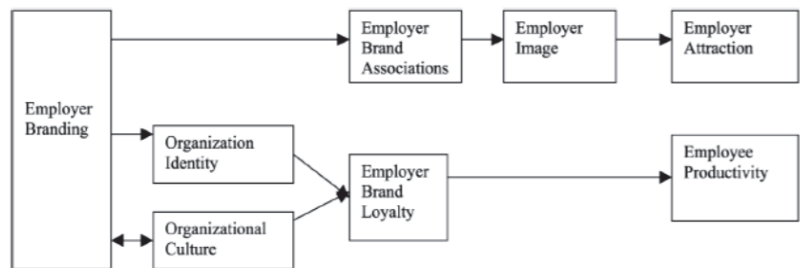 Employer
Branding
Employer
Brand
Associations
Employer
Image
Employer
Attraction
Organization
Identity
Organizational
Culture
Employer
Brand
Loyalty
Employee
Productivity